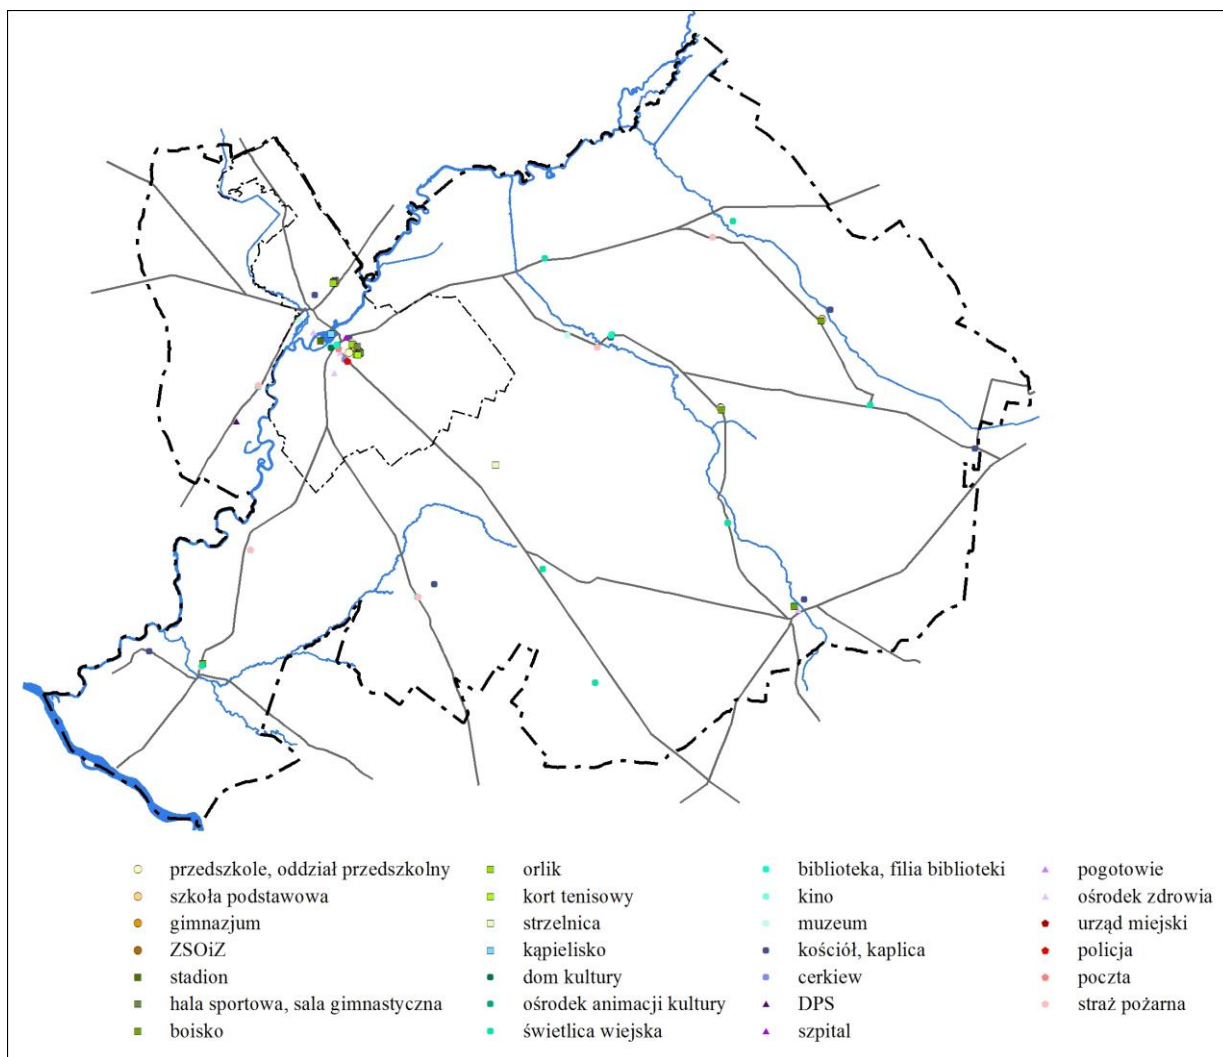 przedszkole, oddział przedszkolny
szkoła podstawowa
gimnazjum
ZSOiZ
stadion
hala sportowa, sala gimnastyczna
boisko
orlik
kort tenisowy
strzelnica
kąpielisko
dom kultury
ośrodek animacji kultury
świetlica wiejska
biblioteka, filia biblioteki
kino
muzeum
kościół, kaplica
cerkiew
DPS
szpital
pogotowie
ośrodek zdrowia
urząd miejski
policja
poczta
straż pożarna